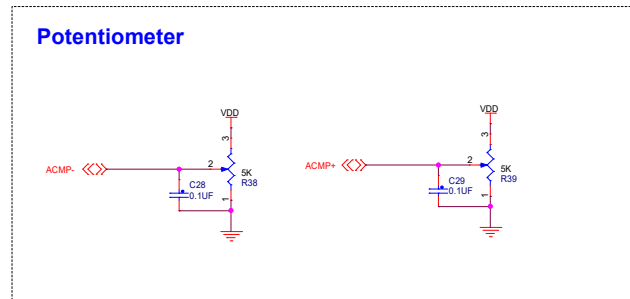 Potentiometer
VDD
3
ACMP-
2
5K
R38
C28
0.1UF
1
VDD
3
ACMP+
2
5K
R39
C29
0.1UF
1